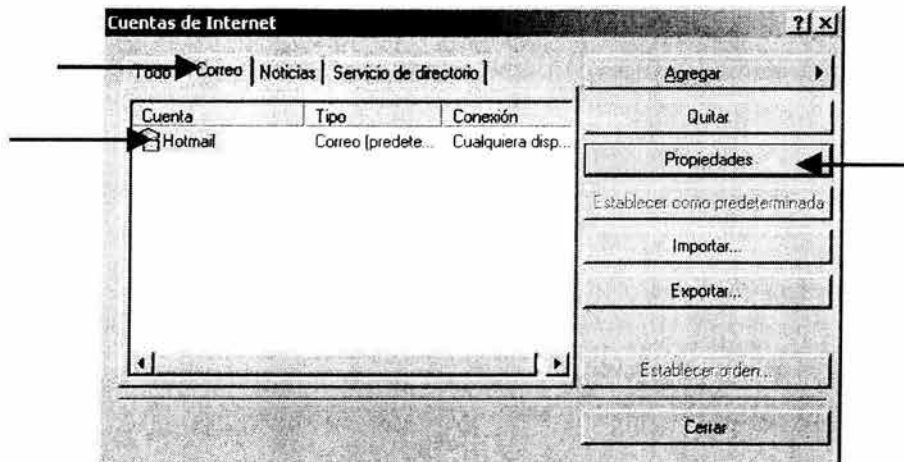 Cuentas de Internet
Todo Correo Noticias Servicio de directorio
Agregar
Cuenta Tipo Conexión
Hotmail Correo (predete... Cualquiera disp...
Quitar
Propiedades
Establecer como predeterminada
Importar...
Exportar...
Establecer orden...
Cerrar